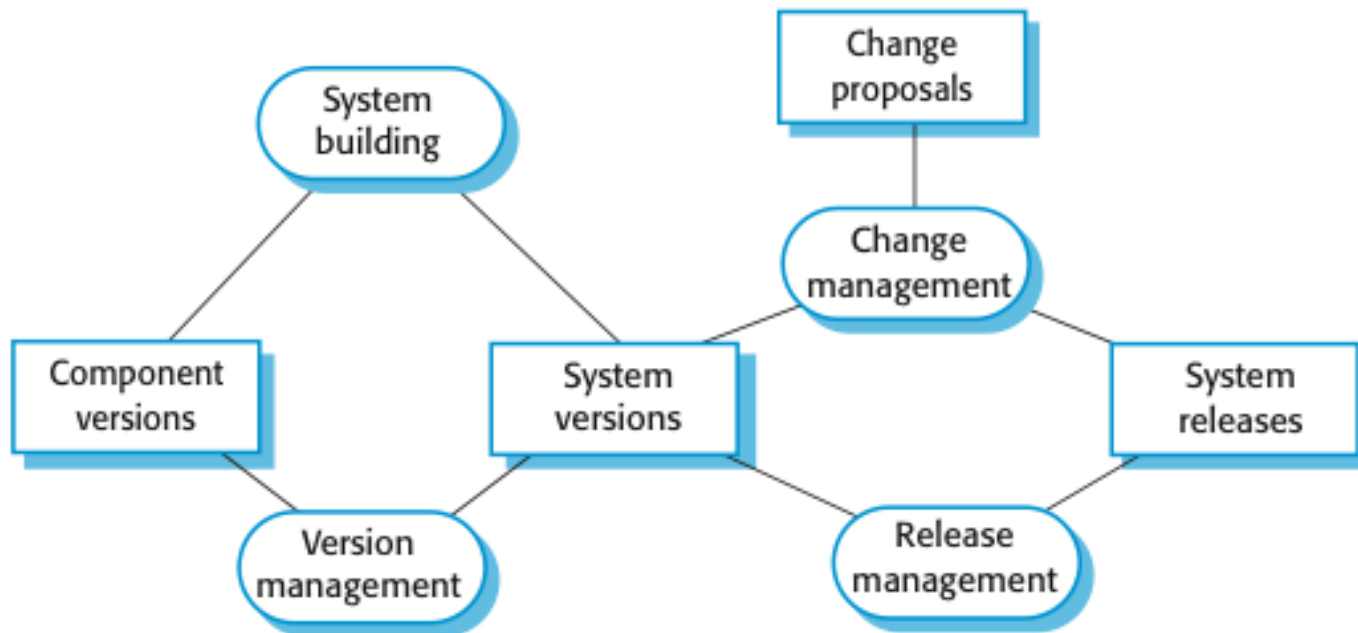 Change
proposals
System
building
Change
management
Component
versions
System
versions
System
releases
Version
management
Release
management